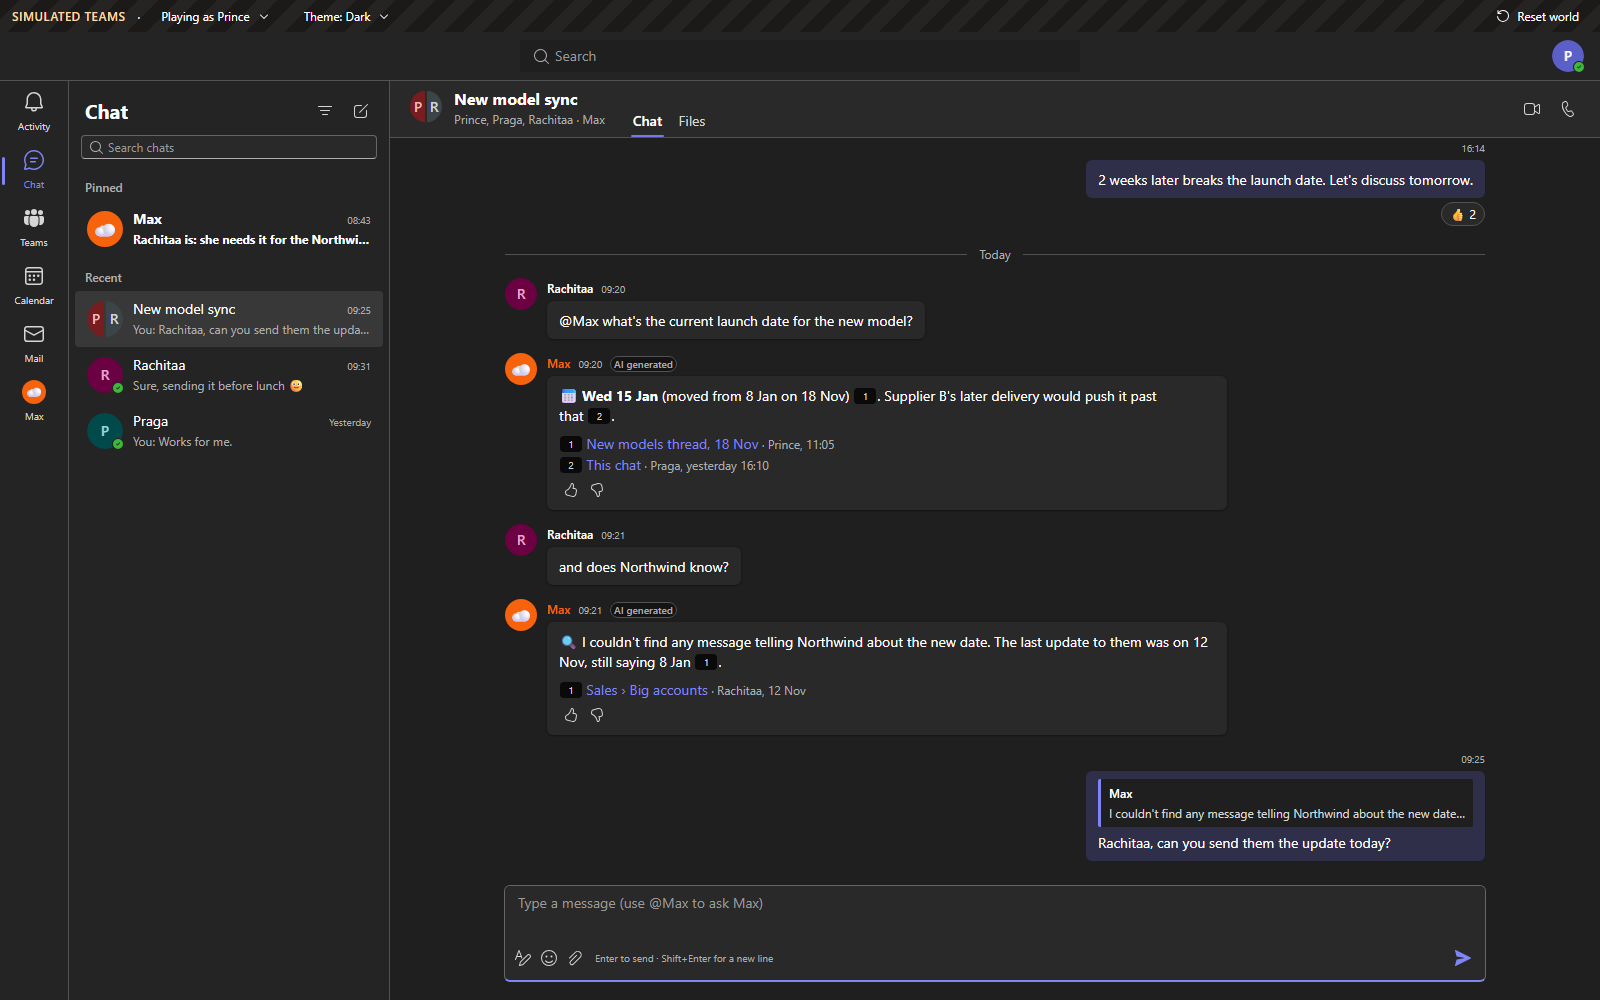 SIMULATED TEAMS · Playing as Prince Theme: Dark Reset world
Search
P
Activity
Chat
Teams
Calendar
Mail
Max
Chat
Search chats
Pinned
Max 08:43
Rachitaa is: she needs it for the Northwi...
Recent
P R
New model sync 09:25
You: Rachitaa, can you send them the upda...
R
Rachitaa 09:31
Sure, sending it before lunch 🙂
P
Praga Yesterday
You: Works for me.
P R
New model sync
Prince, Praga, Rachitaa · Max
Chat Files
16:14
2 weeks later breaks the launch date. Let's discuss tomorrow.
👍 2
Today
R
Rachitaa 09:20
@Max what's the current launch date for the new model?
Max 09:20 AI generated
📅 Wed 15 Jan (moved from 8 Jan on 18 Nov) 1 . Supplier B's later delivery would push it past
that 2 .
1 New models thread, 18 Nov · Prince, 11:05
2 This chat · Praga, yesterday 16:10
R
Rachitaa 09:21
and does Northwind know?
Max 09:21 AI generated
🔍 I couldn't find any message telling Northwind about the new date. The last update to them was on 12
Nov, still saying 8 Jan 1 .
1 Sales › Big accounts · Rachitaa, 12 Nov
09:25
Max
I couldn't find any message telling Northwind about the new date...
Rachitaa, can you send them the update today?
Type a message (use @Max to ask Max)
Enter to send · Shift+Enter for a new line